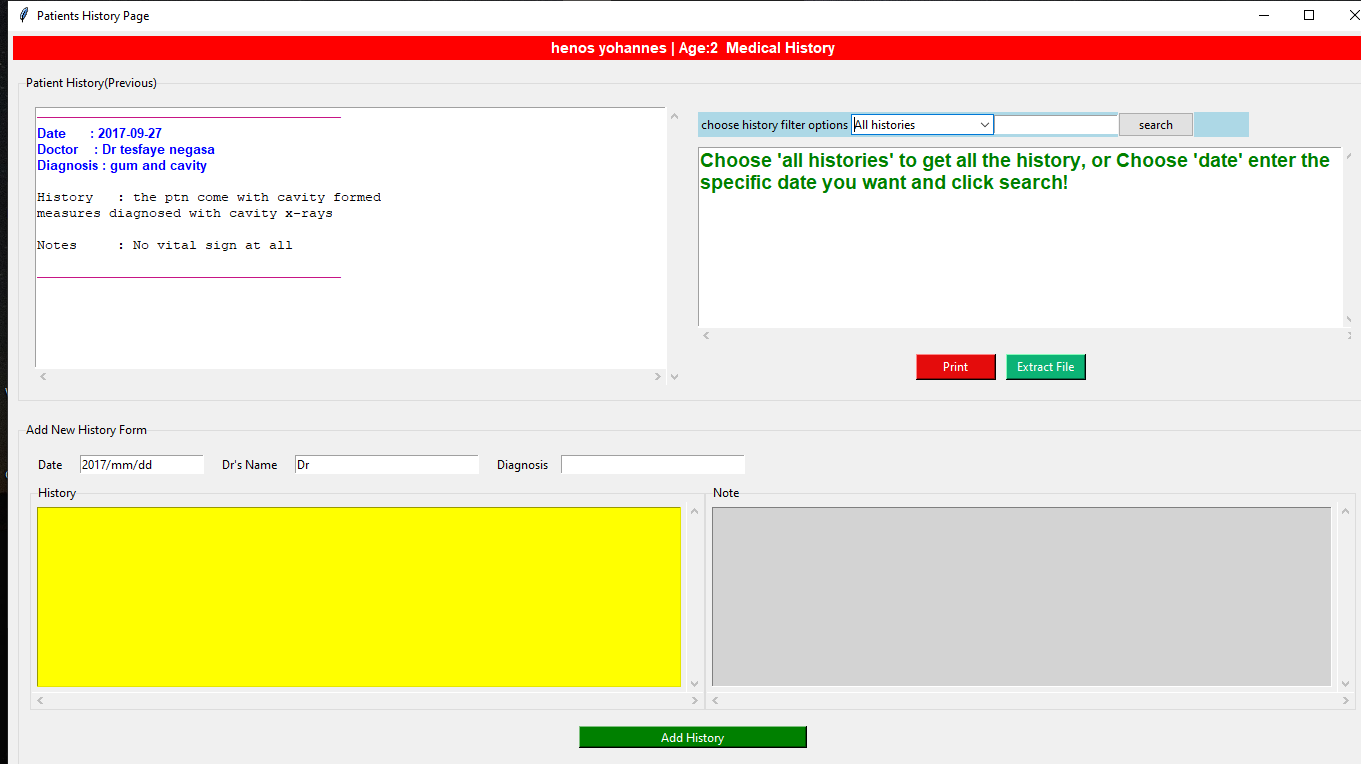 Patients History Page
henos yohannes | Age:2 Medical History
Patient History(Previous)
Date : 2017-09-27
Doctor : Dr tesfaye negasa
Diagnosis : gum and cavity
History : the ptn come with cavity formed
measures diagnosed with cavity x-rays
Notes : No vital sign at all
choose history filter options All histories search
Choose 'all histories' to get all the history, or Choose 'date' enter the
specific date you want and click search!
Print Extract File
Add New History Form
Date 2017/mm/dd Dr's Name Dr Diagnosis
History Note
Add History